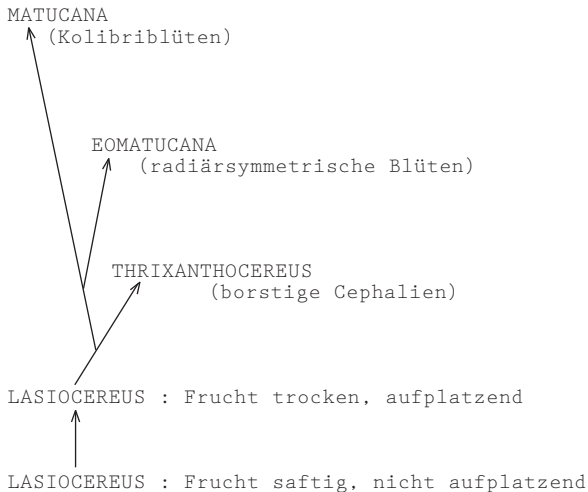 MATUCANA
(Kolibriblüten)
EOMATUCANA
(radiärsymmetrische Blüten)
THRIXANTHOCEREUS
(borstige Cephalien)
LASIOCEREUS : Frucht trocken, aufplatzend
LASIOCEREUS : Frucht saftig, nicht aufplatzend